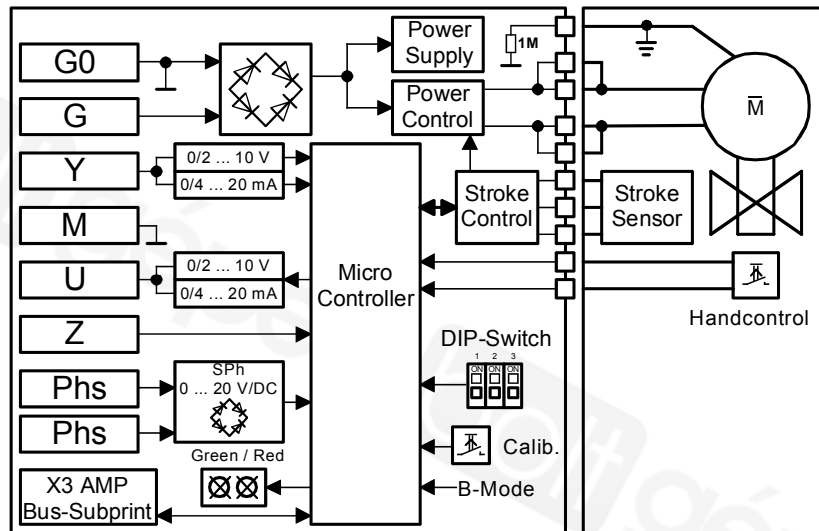 G0
G
Y
M
U
Z
Phs
Phs
X3 AMP
Bus-Subprint
0/2 ... 10 V
0/4 ... 20 mA
0/2 ... 10 V
0/4 ... 20 mA
SPh
0 ... 20 V/DC
Green / Red
Micro
Controller
Power
Supply
Power
Control
1M
Stroke
Control
DIP-Switch
1 2 3
ON ON ON
Calib.
B-Mode
M
Stroke
Sensor
Handcontrol